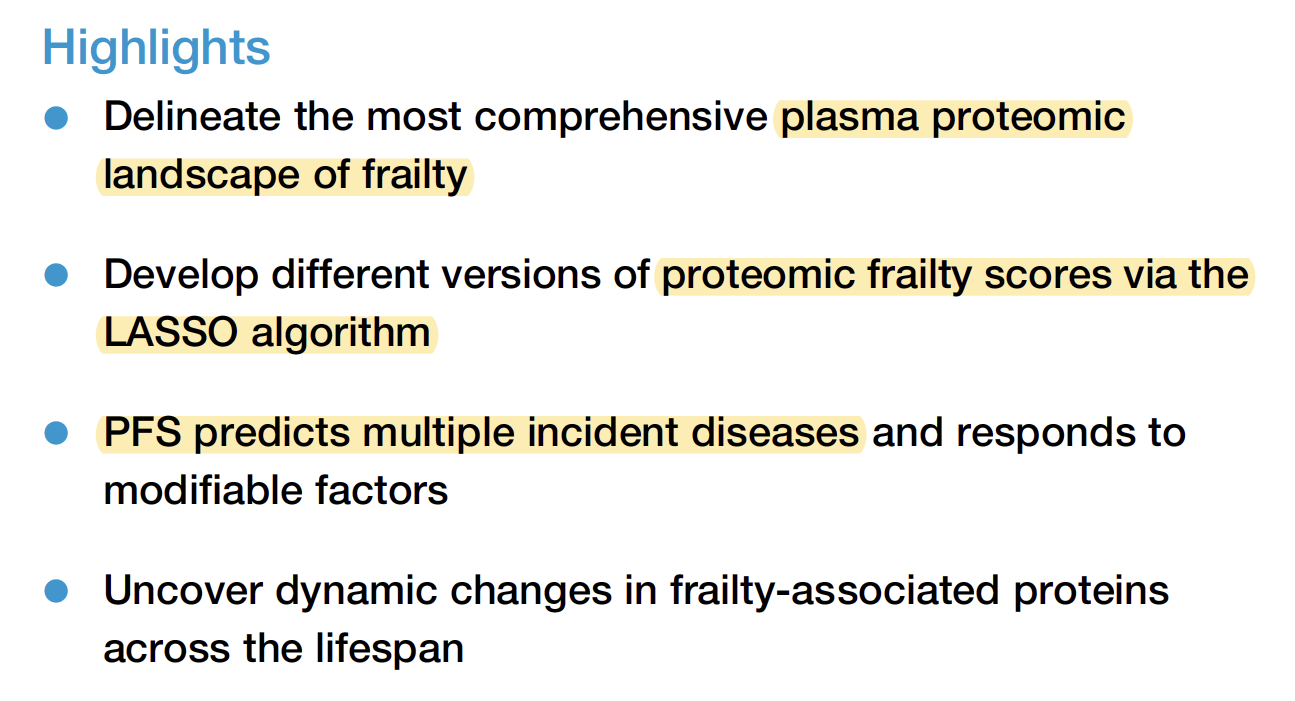 Highlights
● Delineate the most comprehensive plasma proteomic
landscape of frailty
● Develop different versions of proteomic frailty scores via the
LASSO algorithm
● PFS predicts multiple incident diseases and responds to
modifiable factors
● Uncover dynamic changes in frailty-associated proteins
across the lifespan